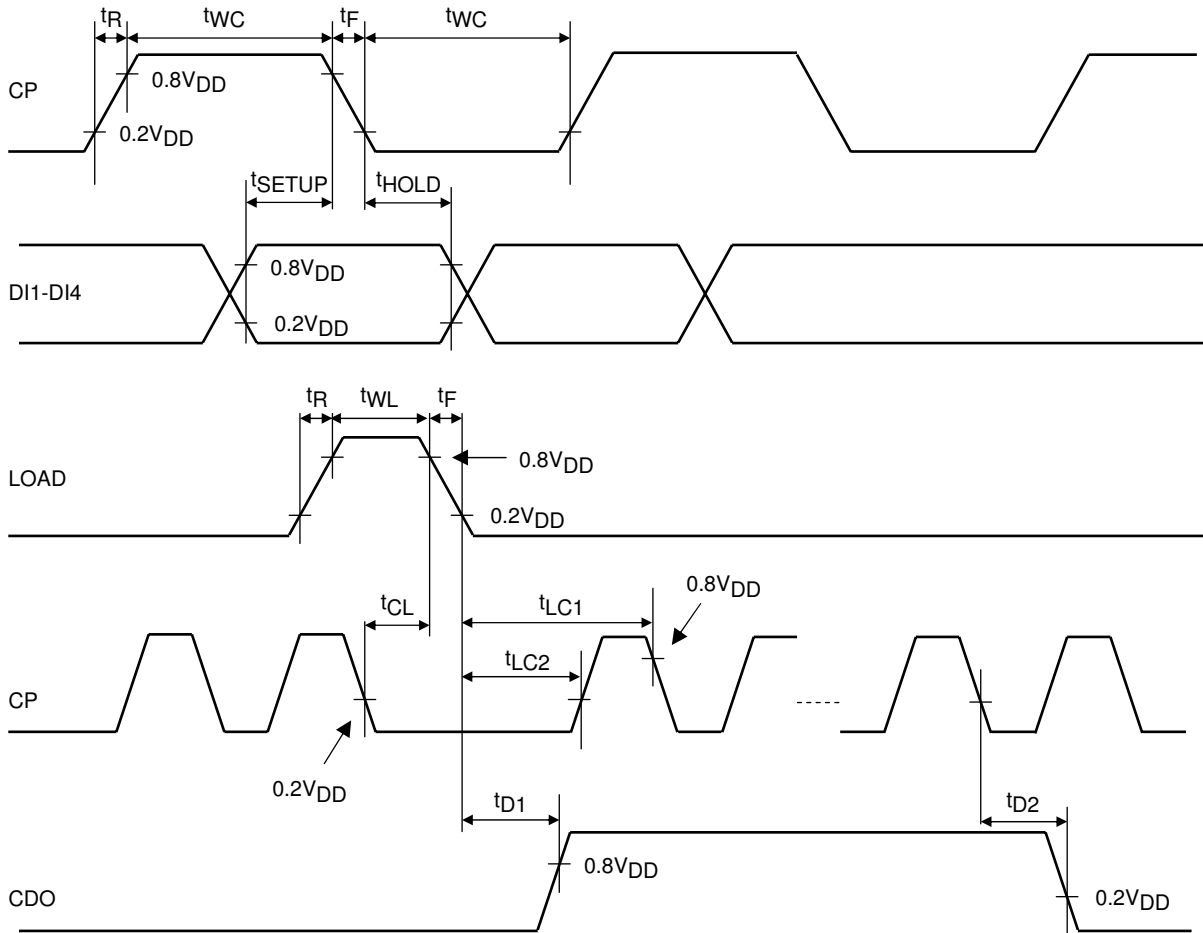 tR tWC tF tWC
CP
0.8VDD
0.2VDD
tSETUP tHOLD
DI1-DI4
0.8VDD
0.2VDD
tR tWL tF
LOAD
0.8VDD
0.2VDD
tCL tLC1 0.8VDD
tLC2
CP
0.2VDD
tD1 tD2
CDO
0.8VDD
0.2VDD